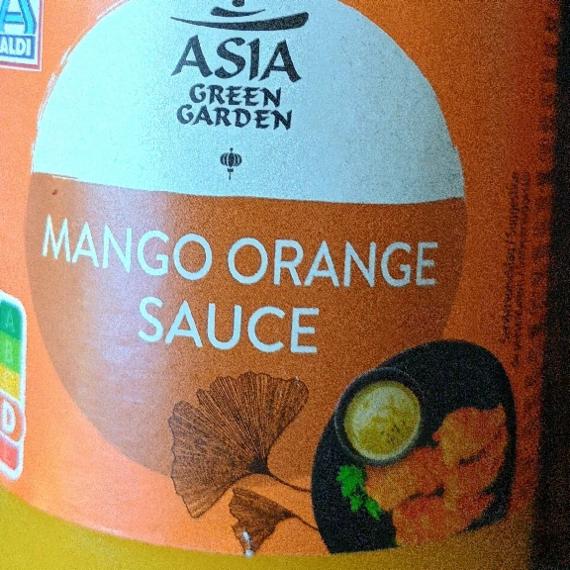 ALDI
ASIA
GREEN
GARDEN
MANGO ORANGE
SAUCE
A
B
D